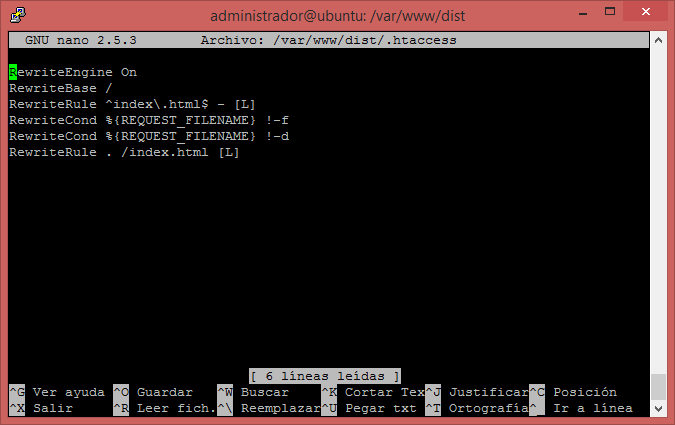 administrador@ubuntu: /var/www/dist
GNU nano 2.5.3 Archivo: /var/www/dist/.htaccess
RewriteEngine On
RewriteBase /
RewriteRule ^index\.html$ - [L]
RewriteCond %{REQUEST_FILENAME} !-f
RewriteCond %{REQUEST_FILENAME} !-d
RewriteRule . /index.html [L]
[ 6 líneas leídas ]
^G Ver ayuda ^O Guardar ^W Buscar ^K Cortar Tex^J Justificar^C Posición
^X Salir ^R Leer fich.^\ Reemplazar^U Pegar txt ^T Ortografía^_ Ir a línea